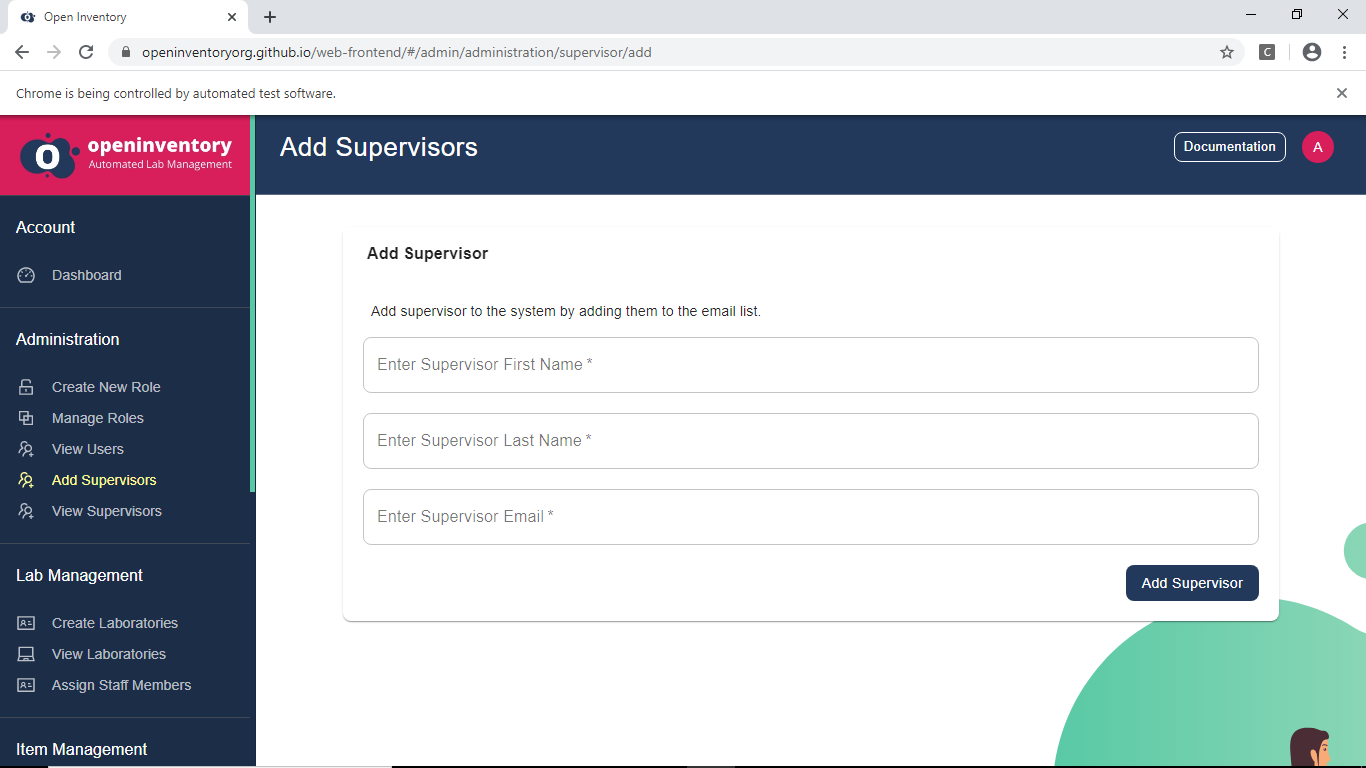 Open Inventory
openinventoryorg.github.io/web-frontend/#/admin/administration/supervisor/add
C
Chrome is being controlled by automated test software.
openinventory
Automated Lab Management
Add Supervisors
Documentation
A
Account
Dashboard
Administration
Create New Role
Manage Roles
View Users
Add Supervisors
View Supervisors
Lab Management
Create Laboratories
View Laboratories
Assign Staff Members
Item Management
Add Supervisor
Add supervisor to the system by adding them to the email list.
Enter Supervisor First Name *
Enter Supervisor Last Name *
Enter Supervisor Email *
Add Supervisor